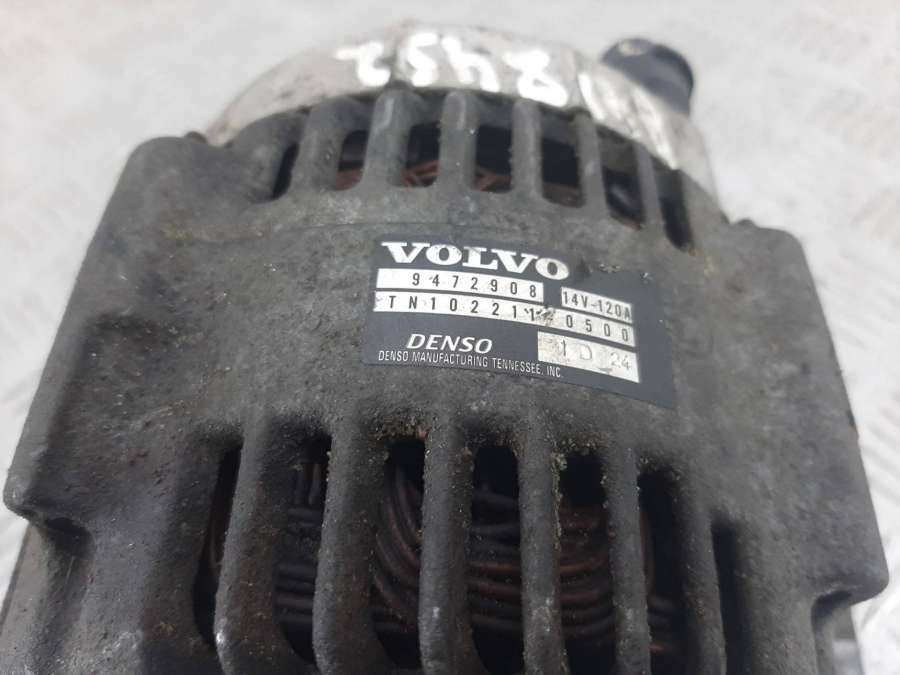 VOLVO
9472908 14V-120A
TN102211-0500
DENSO 1D 24
DENSO MANUFACTURING TENNESSEE, INC.